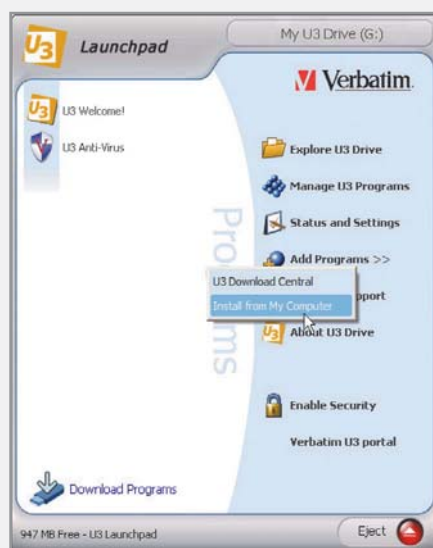 U3
Launchpad
My U3 Drive (G:)
Verbatim.
U3
U3 Welcome!
U3 Anti-Virus
Programs
Explore U3 Drive
Manage U3 Programs
Status and Settings
Add Programs >>
U3 Download Central
Install from My Computer
U3
About U3 Drive
Enable Security
Verbatim U3 portal
Download Programs
947 MB Free - U3 Launchpad
Eject